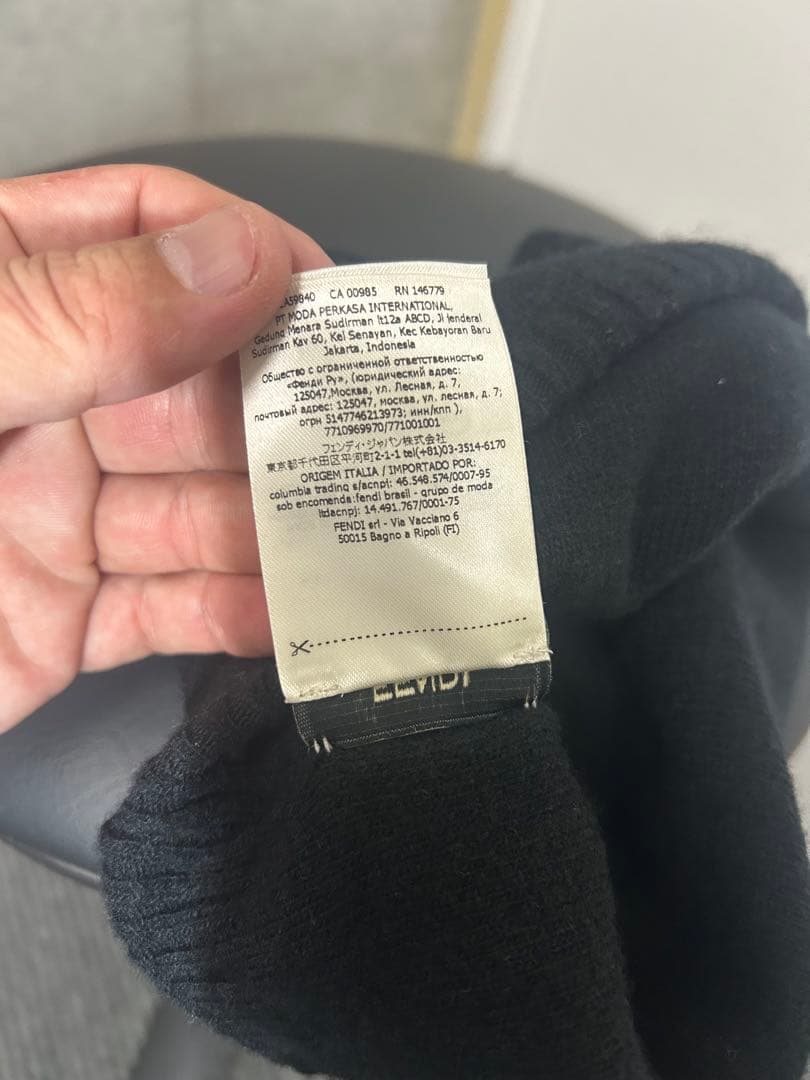 CA 00985 RN 146779
PT MODA PERKASA INTERNATIONAL,
Gedung Menara Sudirman lt12a ABCD, Jl Jenderal
Sudirman Kav 60, Kel Senayan, Kec Kebayoran Baru
Jakarta, Indonesia
Общество с ограниченной ответственностью
«Фенди Ру», (юридический адрес:
125047,Москва, ул. Лесная, д. 7,
почтовый адрес: 125047, москва, ул. лесная, д. 7;
огрн 5147746213973; инн/кпп ),
7710969970/771001001
フェンディ・ジャパン株式会社
東京都千代田区平河町2-1-1 tel(+81)03-3514-6170
ORIGEM ITALIA / IMPORTADO POR:
columbia trading s/acnpj: 46.548.574/0007-95
sob encomenda:fendi brasil - grupo de moda
ltdacnpj: 14.491.767/0001-75
FENDI srl - Via Vacciano 6
50015 Bagno a Ripoli (FI)
FENDI